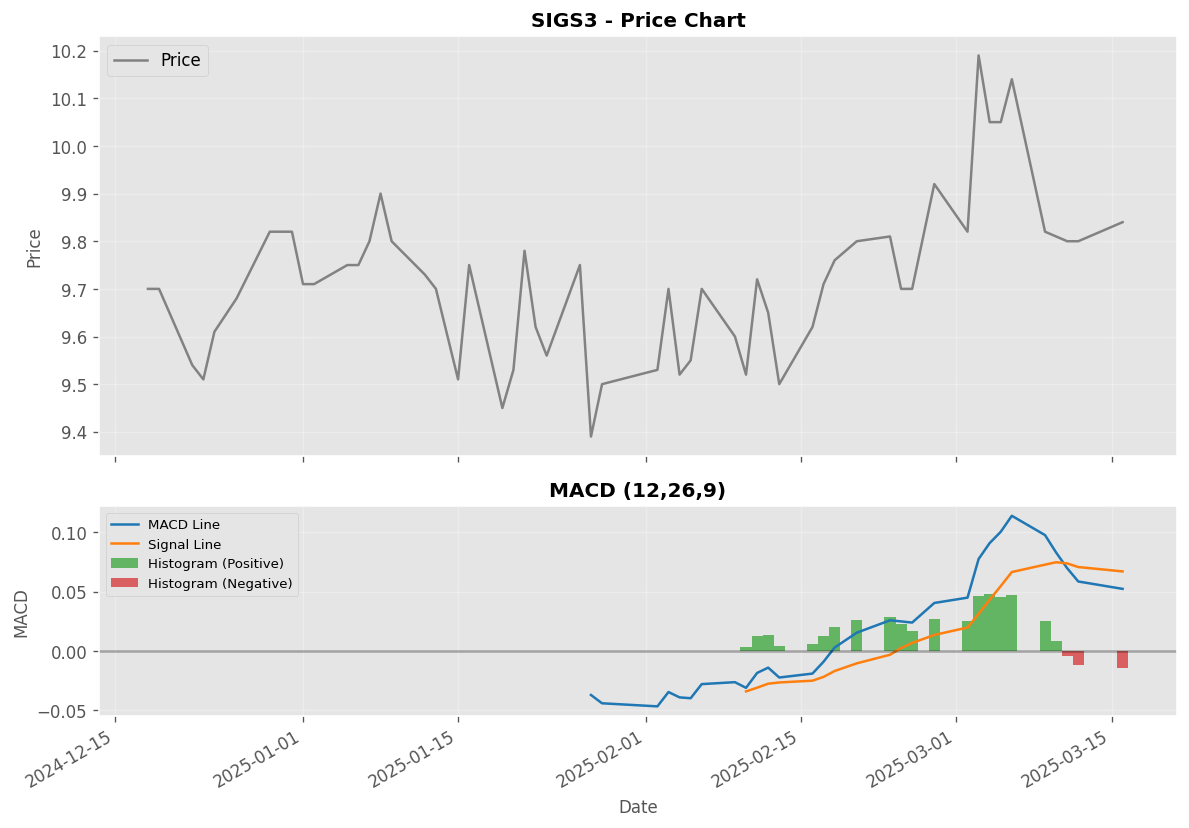 SIGS3 - Price Chart
Price
10.2
10.1
10.0
9.9
9.8
9.7
9.6
9.5
9.4
Price
MACD (12,26,9)
MACD Line
Signal Line
Histogram (Positive)
Histogram (Negative)
0.10
0.05
0.00
−0.05
MACD
2024-12-15
2025-01-01
2025-01-15
2025-02-01
2025-02-15
2025-03-01
2025-03-15
Date